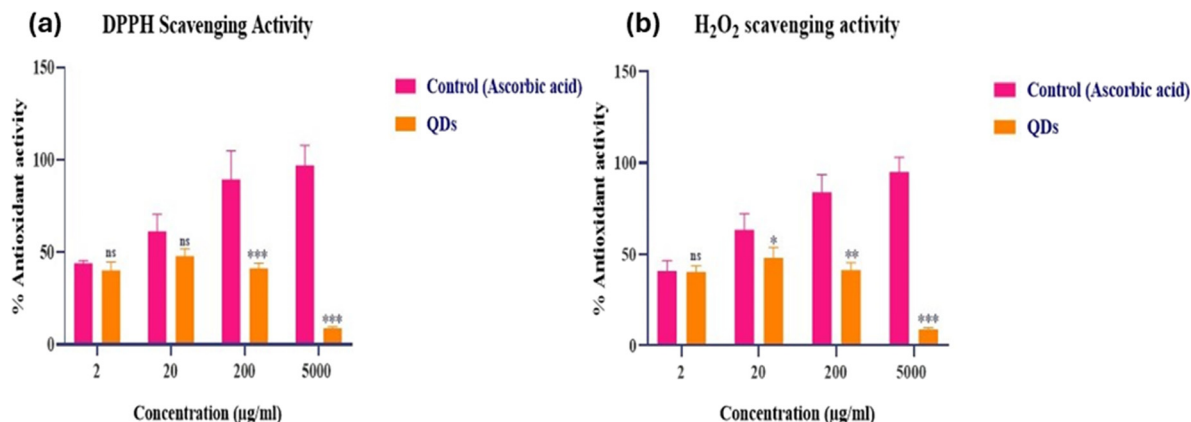 (a) DPPH Scavenging Activity
150
100
50
0
% Antioxidant activity
Control (Ascorbic acid)
QDs
ns
ns
***
***
2 20 200 5000
Concentration (µg/ml)
(b) H₂O₂ scavenging activity
150
100
50
0
% Antioxidant activity
Control (Ascorbic acid)
QDs
ns
*
**
***
2 20 200 5000
Concentration (µg/ml)